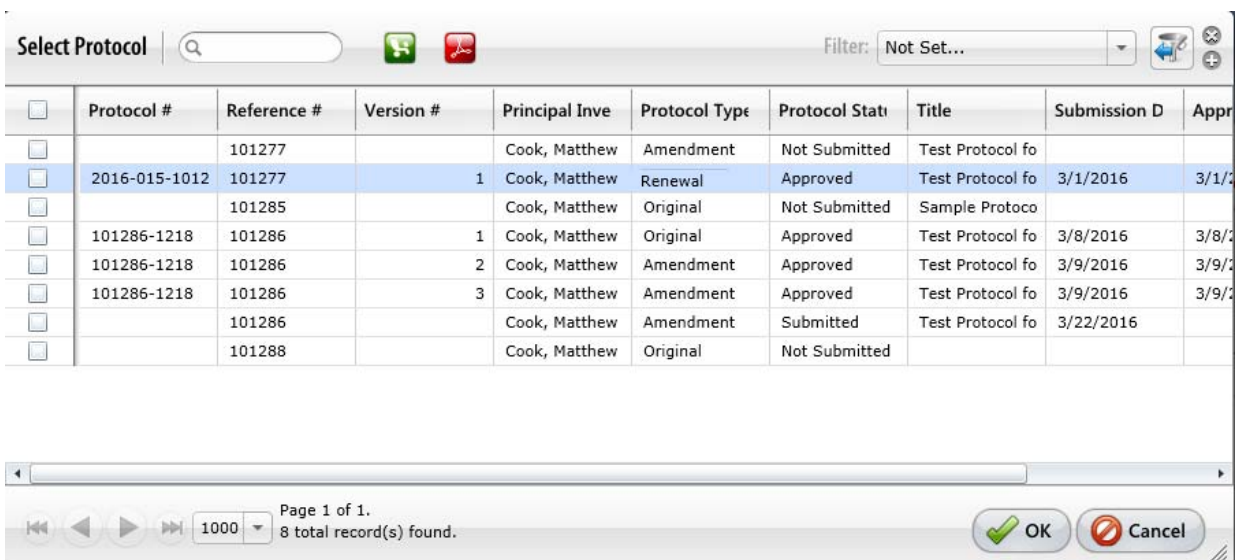 Select Protocol Filter: Not Set...
Protocol # Reference # Version # Principal Inve Protocol Type Protocol Statu Title Submission D Appr
101277 Cook, Matthew Amendment Not Submitted Test Protocol fo
2016-015-1012 101277 1 Cook, Matthew Renewal Approved Test Protocol fo 3/1/2016 3/1/2
101285 Cook, Matthew Original Not Submitted Sample Protoco
101286-1218 101286 1 Cook, Matthew Original Approved Test Protocol fo 3/8/2016 3/8/2
101286-1218 101286 2 Cook, Matthew Amendment Approved Test Protocol fo 3/9/2016 3/9/2
101286-1218 101286 3 Cook, Matthew Amendment Approved Test Protocol fo 3/9/2016 3/9/2
101286 Cook, Matthew Amendment Submitted Test Protocol fo 3/22/2016
101288 Cook, Matthew Original Not Submitted
Page 1 of 1.
1000 8 total record(s) found. OK Cancel